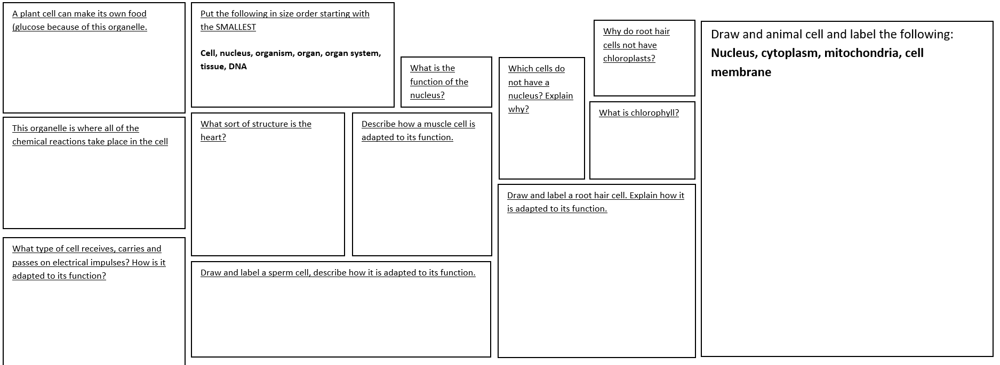 A plant cell can make its own food
(glucose because of this organelle.
This organelle is where all of the
chemical reactions take place in the cell
What type of cell receives, carries and
passes on electrical impulses? How is it
adapted to its function?
Put the following in size order starting with
the SMALLEST
Cell, nucleus, organism, organ, organ system,
tissue, DNA
What is the
function of the
nucleus?
What sort of structure is the
heart?
Describe how a muscle cell is
adapted to its function.
Draw and label a sperm cell, describe how it is adapted to its function.
Which cells do
not have a
nucleus? Explain
why?
Why do root hair
cells not have
chloroplasts?
What is chlorophyll?
Draw and label a root hair cell. Explain how it
is adapted to its function.
Draw and animal cell and label the following:
Nucleus, cytoplasm, mitochondria, cell
membrane